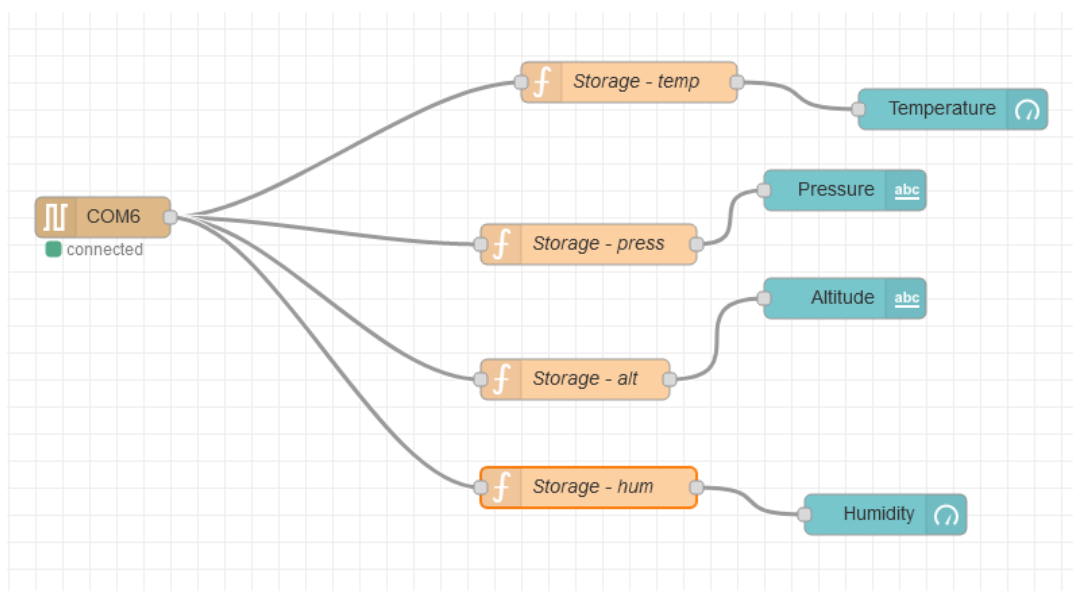 Storage - temp
Temperature
Pressure
abc
COM6
connected
Storage - press
Altitude
abc
Storage - alt
Storage - hum
Humidity